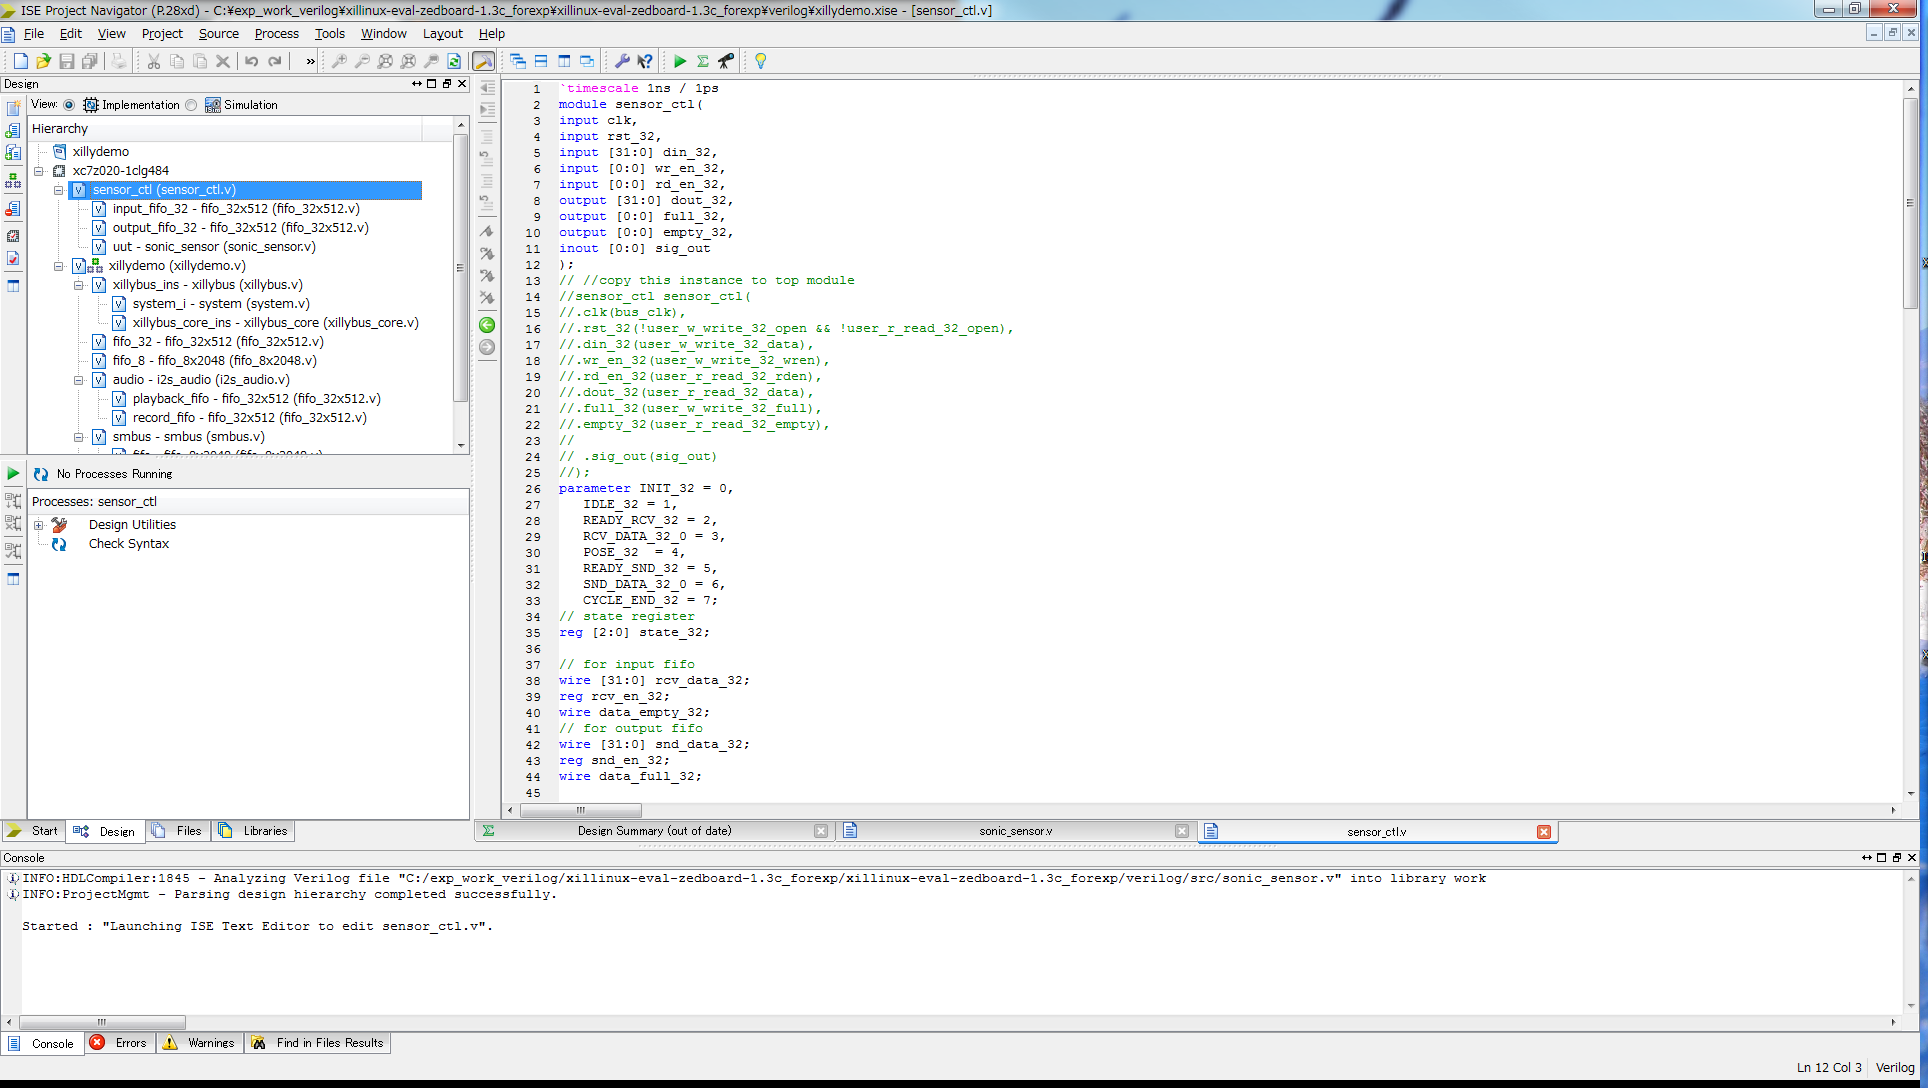 ISE Project Navigator (P.28xd) - C:¥exp_work_verilog¥xillinux-eval-zedboard-1.3c_forexp¥xillinux-eval-zedboard-1.3c_forexp¥verilog¥xillydemo.xise - [sensor_ctl.v]
File Edit View Project Source Process Tools Window Layout Help
Design
View: Implementation Simulation
Hierarchy
xillydemo
xc7z020-1clg484
sensor_ctl (sensor_ctl.v)
input_fifo_32 - fifo_32x512 (fifo_32x512.v)
output_fifo_32 - fifo_32x512 (fifo_32x512.v)
uut - sonic_sensor (sonic_sensor.v)
xillydemo (xillydemo.v)
xillybus_ins - xillybus (xillybus.v)
system_i - system (system.v)
xillybus_core_ins - xillybus_core (xillybus_core.v)
fifo_32 - fifo_32x512 (fifo_32x512.v)
fifo_8 - fifo_8x2048 (fifo_8x2048.v)
audio - i2s_audio (i2s_audio.v)
playback_fifo - fifo_32x512 (fifo_32x512.v)
record_fifo - fifo_32x512 (fifo_32x512.v)
smbus - smbus (smbus.v)
fifo - fifo_8x2048 (fifo_8x2048.v)
No Processes Running
Processes: sensor_ctl
Design Utilities
Check Syntax
Start Design Files Libraries
1 `timescale 1ns / 1ps
2 module sensor_ctl(
3 input clk,
4 input rst_32,
5 input [31:0] din_32,
6 input [0:0] wr_en_32,
7 input [0:0] rd_en_32,
8 output [31:0] dout_32,
9 output [0:0] full_32,
10 output [0:0] empty_32,
11 inout [0:0] sig_out
12 );
13 // //copy this instance to top module
14 //sensor_ctl sensor_ctl(
15 //.clk(bus_clk),
16 //.rst_32(!user_w_write_32_open && !user_r_read_32_open),
17 //.din_32(user_w_write_32_data),
18 //.wr_en_32(user_w_write_32_wren),
19 //.rd_en_32(user_r_read_32_rden),
20 //.dout_32(user_r_read_32_data),
21 //.full_32(user_w_write_32_full),
22 //.empty_32(user_r_read_32_empty),
23 //
24 // .sig_out(sig_out)
25 //);
26 parameter INIT_32 = 0,
27 IDLE_32 = 1,
28 READY_RCV_32 = 2,
29 RCV_DATA_32_0 = 3,
30 POSE_32  = 4,
31 READY_SND_32 = 5,
32 SND_DATA_32_0 = 6,
33 CYCLE_END_32 = 7;
34 // state register
35 reg [2:0] state_32;
36
37 // for input fifo
38 wire [31:0] rcv_data_32;
39 reg rcv_en_32;
40 wire data_empty_32;
41 // for output fifo
42 wire [31:0] snd_data_32;
43 reg snd_en_32;
44 wire data_full_32;
45
Design Summary (out of date) sonic_sensor.v sensor_ctl.v
Console
INFO:HDLCompiler:1845 - Analyzing Verilog file "C:/exp_work_verilog/xillinux-eval-zedboard-1.3c_forexp/xillinux-eval-zedboard-1.3c_forexp/verilog/src/sonic_sensor.v" into library work
INFO:ProjectMgmt - Parsing design hierarchy completed successfully.
Started : "Launching ISE Text Editor to edit sensor_ctl.v".
Console Errors Warnings Find in Files Results
Ln 12 Col 3 Verilog